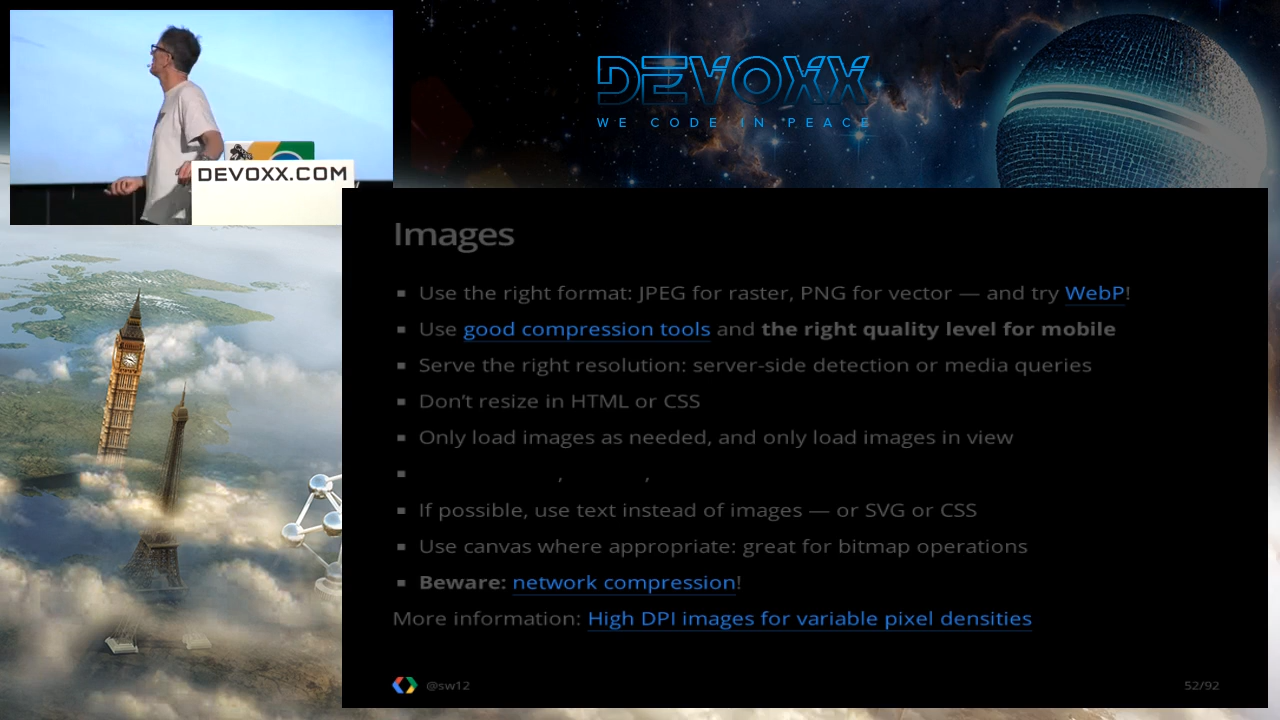 DEVOXX
WE CODE IN PEACE
DEVOXX.COM
Images
▪ Use the right format: JPEG for raster, PNG for vector — and try WebP!
▪ Use good compression tools and the right quality level for mobile
▪ Serve the right resolution: server-side detection or media queries
▪ Don’t resize in HTML or CSS
▪ Only load images as needed, and only load images in view
▪ , ,
▪ If possible, use text instead of images — or SVG or CSS
▪ Use canvas where appropriate: great for bitmap operations
▪ Beware: network compression!
More information: High DPI images for variable pixel densities
@sw12
52/92